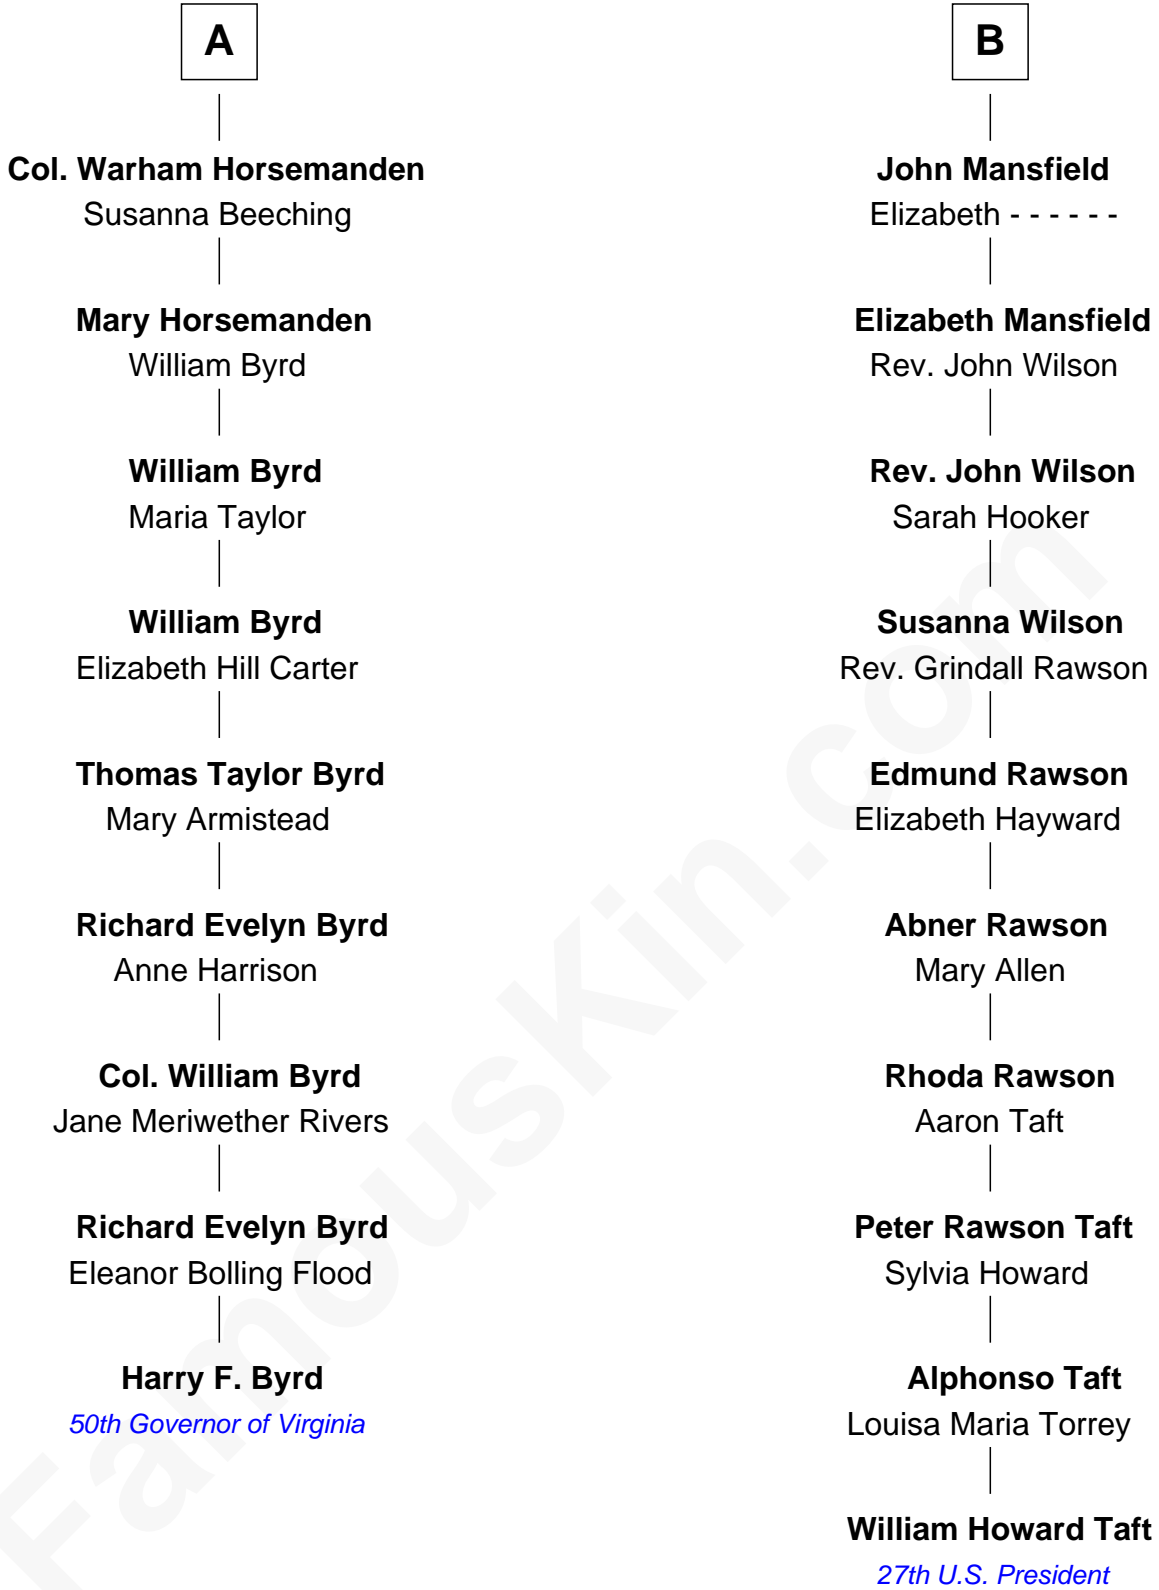 A
Col. Warham Horsemanden
Susanna Beeching
Mary Horsemanden
William Byrd
William Byrd
Maria Taylor
William Byrd
Elizabeth Hill Carter
Thomas Taylor Byrd
Mary Armistead
Richard Evelyn Byrd
Anne Harrison
Col. William Byrd
Jane Meriwether Rivers
Richard Evelyn Byrd
Eleanor Bolling Flood
Harry F. Byrd
50th Governor of Virginia
B
John Mansfield
Elizabeth - - - - - -
Elizabeth Mansfield
Rev. John Wilson
Rev. John Wilson
Sarah Hooker
Susanna Wilson
Rev. Grindall Rawson
Edmund Rawson
Elizabeth Hayward
Abner Rawson
Mary Allen
Rhoda Rawson
Aaron Taft
Peter Rawson Taft
Sylvia Howard
Alphonso Taft
Louisa Maria Torrey
William Howard Taft
27th U.S. President
FamousKin.com